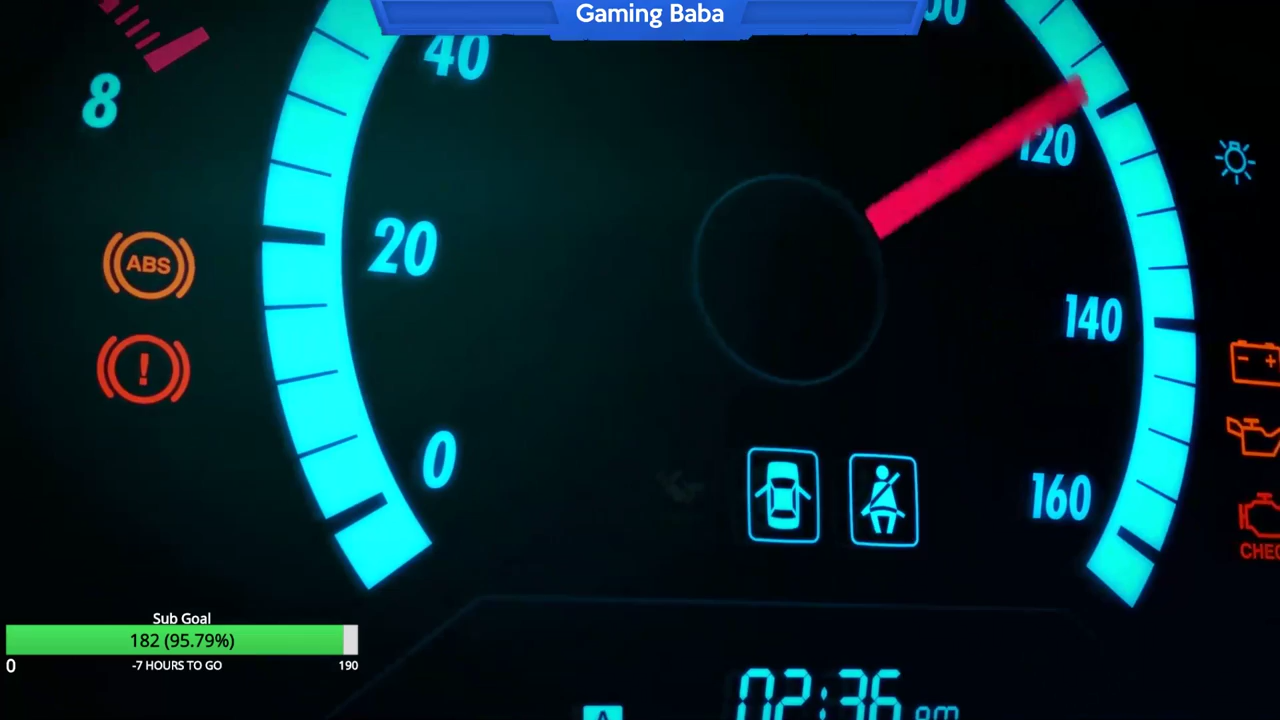 Gaming Baba
8
40
120
ABS
20
140
0
160
CHEC
Sub Goal
182 (95.79%)
0
-7 HOURS TO GO
190
02:36